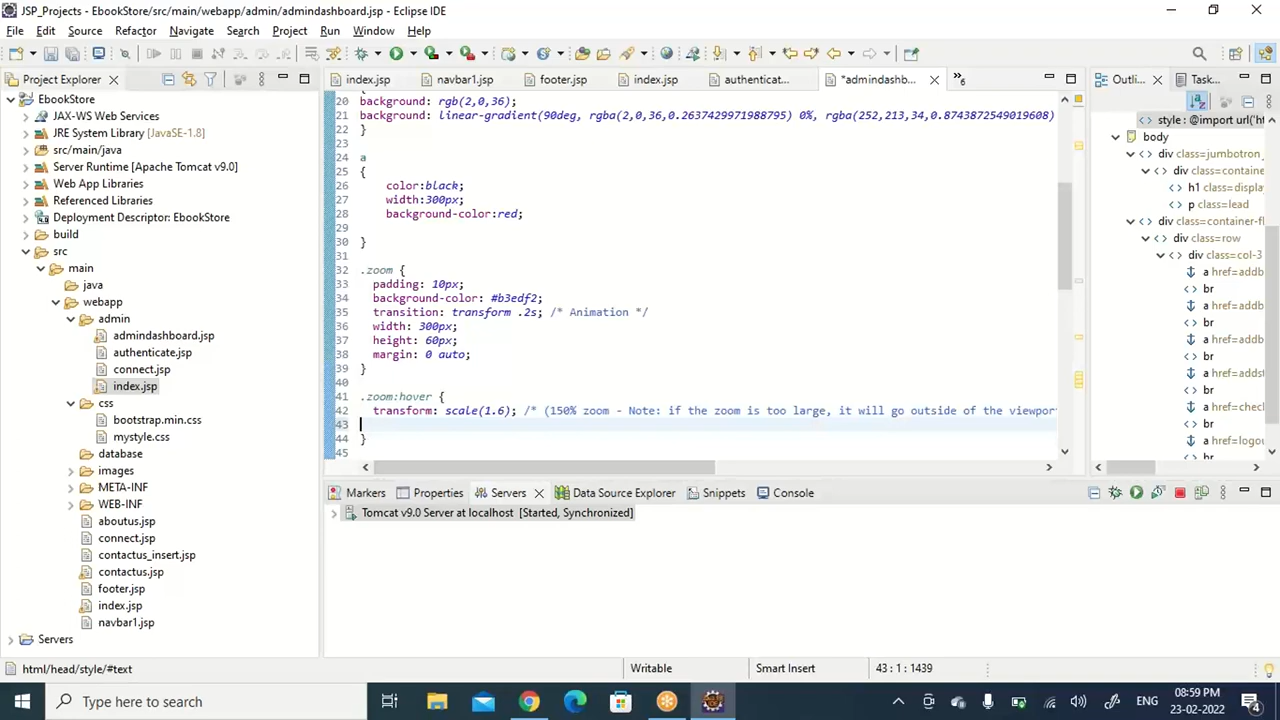 JSP_Projects - EbookStore/src/main/webapp/admin/admindashboard.jsp - Eclipse IDE
File Edit Source Refactor Navigate Search Project Run Window Help
Project Explorer
index.jsp navbar1.jsp footer.jsp index.jsp authenticat... *admindashb... »6
Outli... Task...
EbookStore
JAX-WS Web Services
JRE System Library [JavaSE-1.8]
src/main/java
Server Runtime [Apache Tomcat v9.0]
Web App Libraries
Referenced Libraries
Deployment Descriptor: EbookStore
build
src
main
java
webapp
admin
admindashboard.jsp
authenticate.jsp
connect.jsp
index.jsp
css
bootstrap.min.css
mystyle.css
database
images
META-INF
WEB-INF
aboutus.jsp
connect.jsp
contactus_insert.jsp
contactus.jsp
footer.jsp
index.jsp
navbar1.jsp
Servers
20 background: rgb(2,0,36);
21 background: linear-gradient(90deg, rgba(2,0,36,0.2637429971988795) 0%, rgba(252,213,34,0.8743872549019608)
22 }
23
24 a
25 {
26 color:black;
27 width:300px;
28 background-color:red;
29
30 }
31
32 .zoom {
33 padding: 10px;
34 background-color: #b3edf2;
35 transition: transform .2s; /* Animation */
36 width: 300px;
37 height: 60px;
38 margin: 0 auto;
39 }
40
41 .zoom:hover {
42 transform: scale(1.6); /* (150% zoom - Note: if the zoom is too large, it will go outside of the viewpor
43
44 }
45
style : @import url('h
body
div class=jumbotron
div class=container
h1 class=displa
p class=lead
div class=container-f
div class=row
div class=col-3
a href=addb
br
a href=addb
br
a href=addb
br
a href=addst
br
a href=chec
br
a href=logo
br
Markers Properties Servers Data Source Explorer Snippets Console
Tomcat v9.0 Server at localhost [Started, Synchronized]
html/head/style/#text Writable Smart Insert 43 : 1 : 1439
Type here to search
ENG 08:59 PM
23-02-2022
4